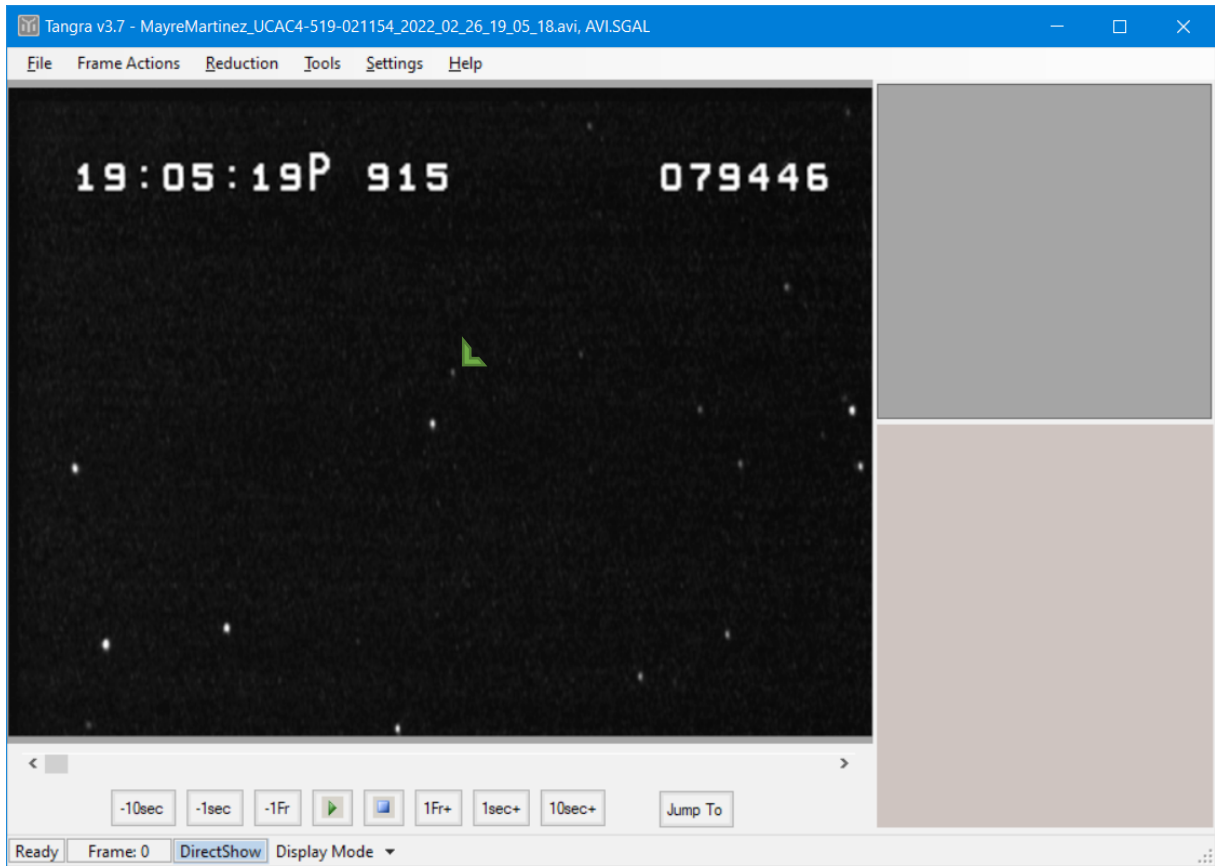 Tangra v3.7 - MayreMartinez_UCAC4-519-021154_2022_02_26_19_05_18.avi, AVI.SGAL
File Frame Actions Reduction Tools Settings Help
19:05:19P 915 079446
-10sec -1sec -1Fr 1Fr+ 1sec+ 10sec+ Jump To
Ready Frame: 0 DirectShow Display Mode